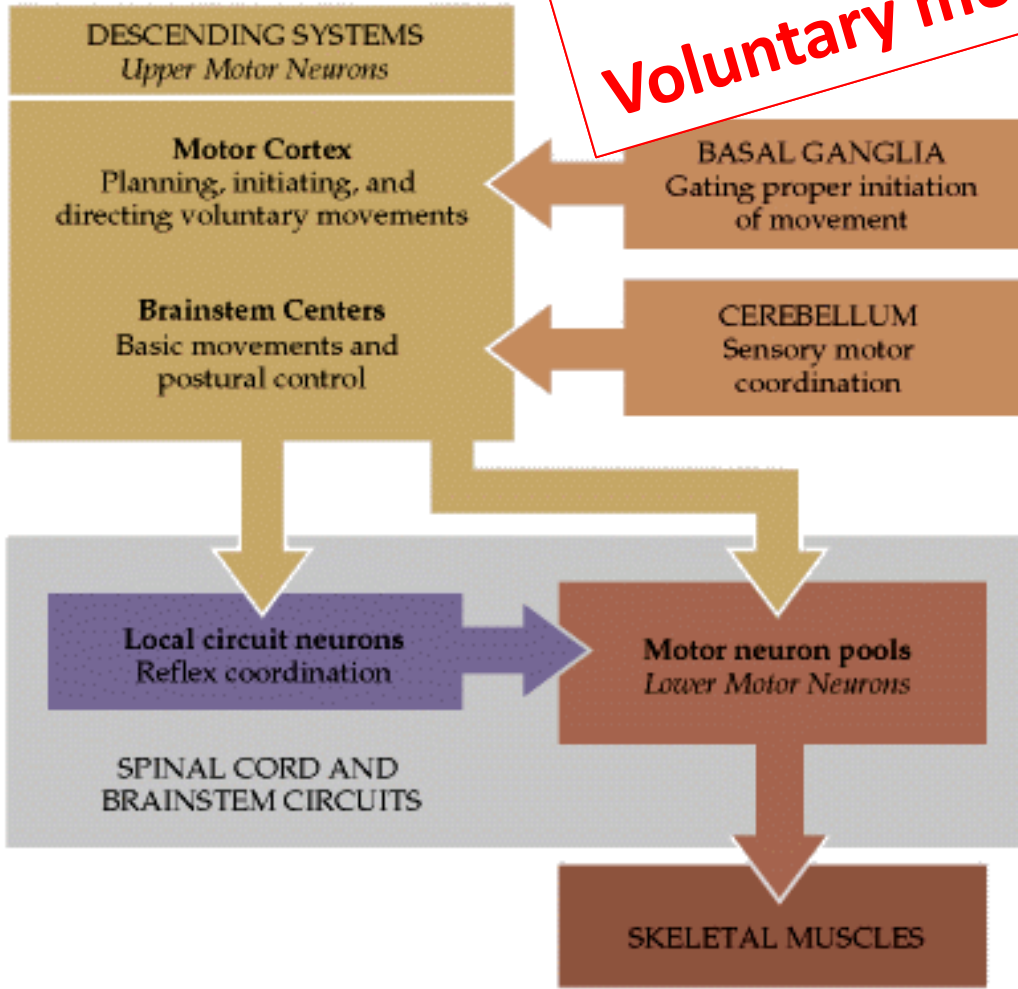 DESCENDING SYSTEMS
Upper Motor Neurons
Voluntary
Motor Cortex
Planning, initiating, and
directing voluntary movements
BASAL GANGLIA
Gating proper initiation
of movement
Brainstem Centers
Basic movements and
postural control
CEREBELLUM
Sensory motor
coordination
Local circuit neurons
Reflex coordination
Motor neuron pools
Lower Motor Neurons
SPINAL CORD AND
BRAINSTEM CIRCUITS
SKELETAL MUSCLES